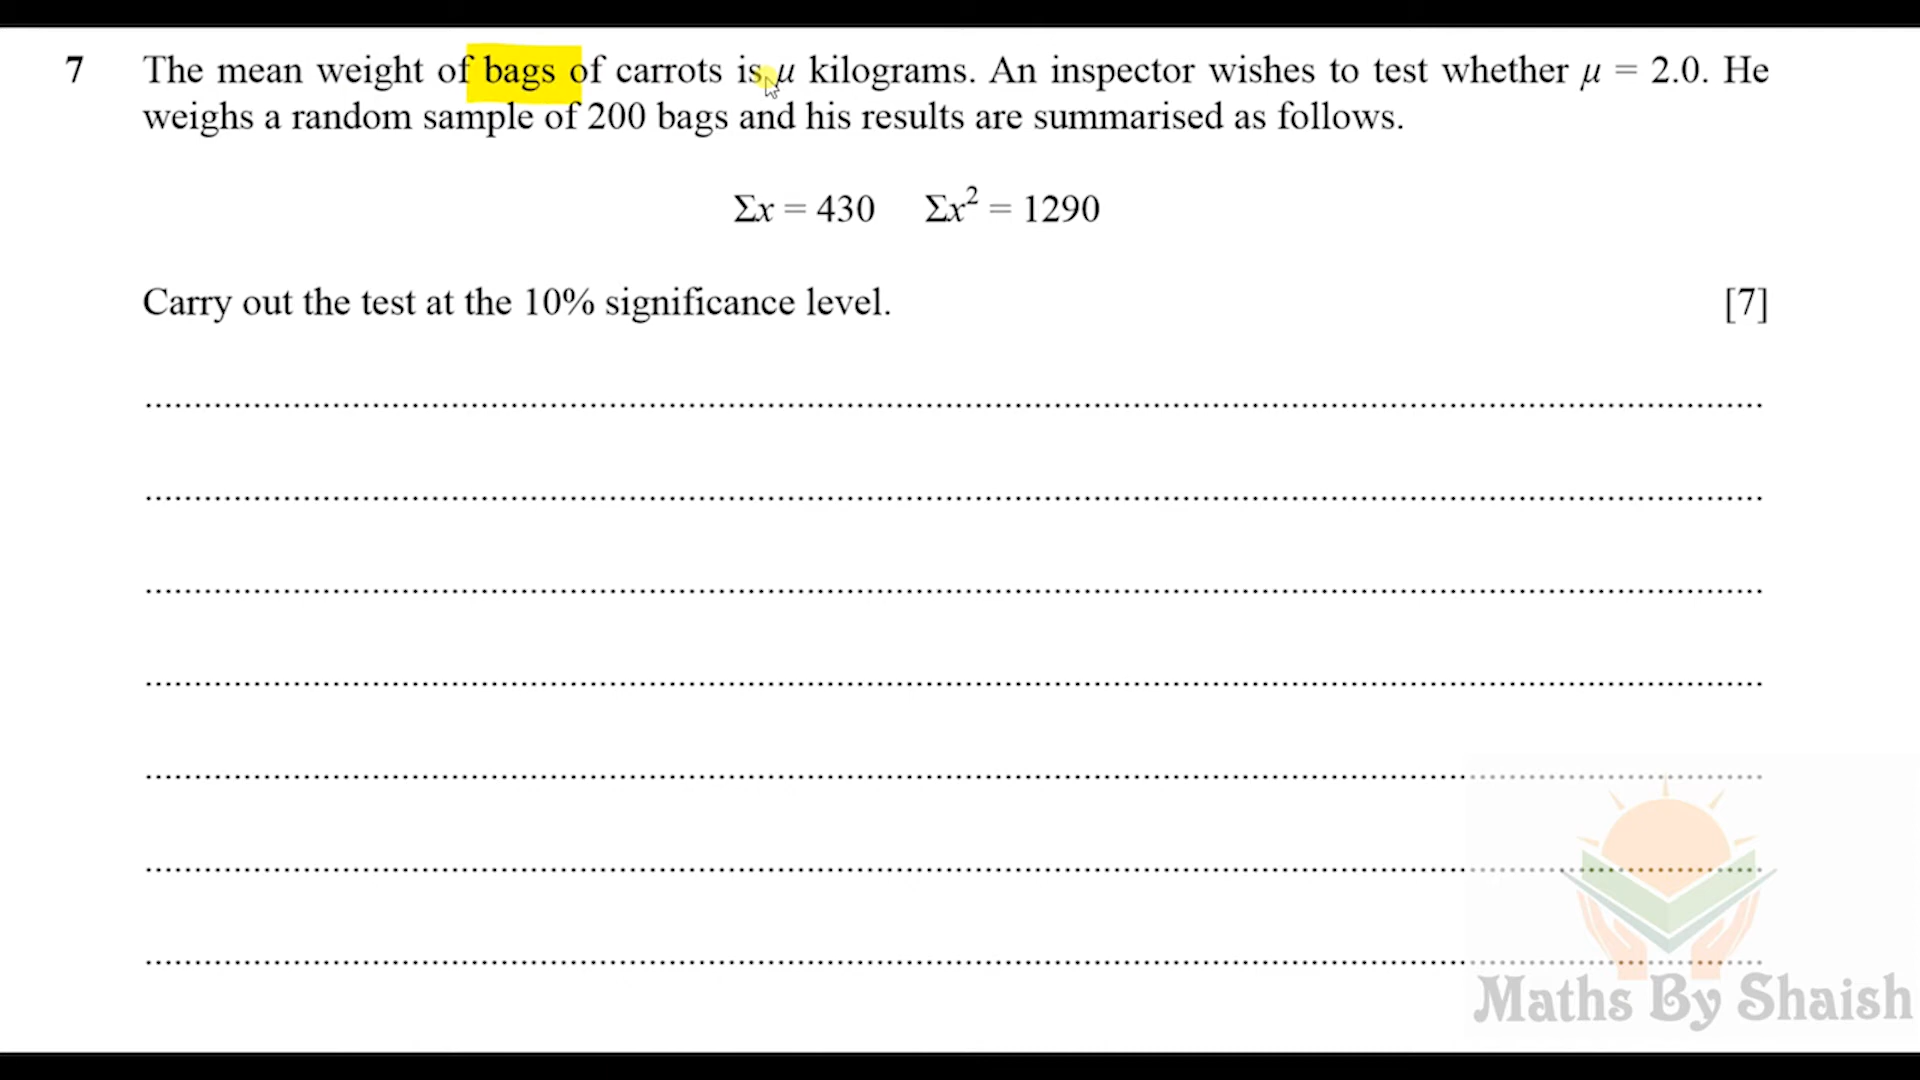 7 The mean weight of bags of carrots is μ kilograms. An inspector wishes to test whether μ = 2.0. He
weighs a random sample of 200 bags and his results are summarised as follows.
Σx = 430 Σx² = 1290
Carry out the test at the 10% significance level. [7]
Maths By Shaish